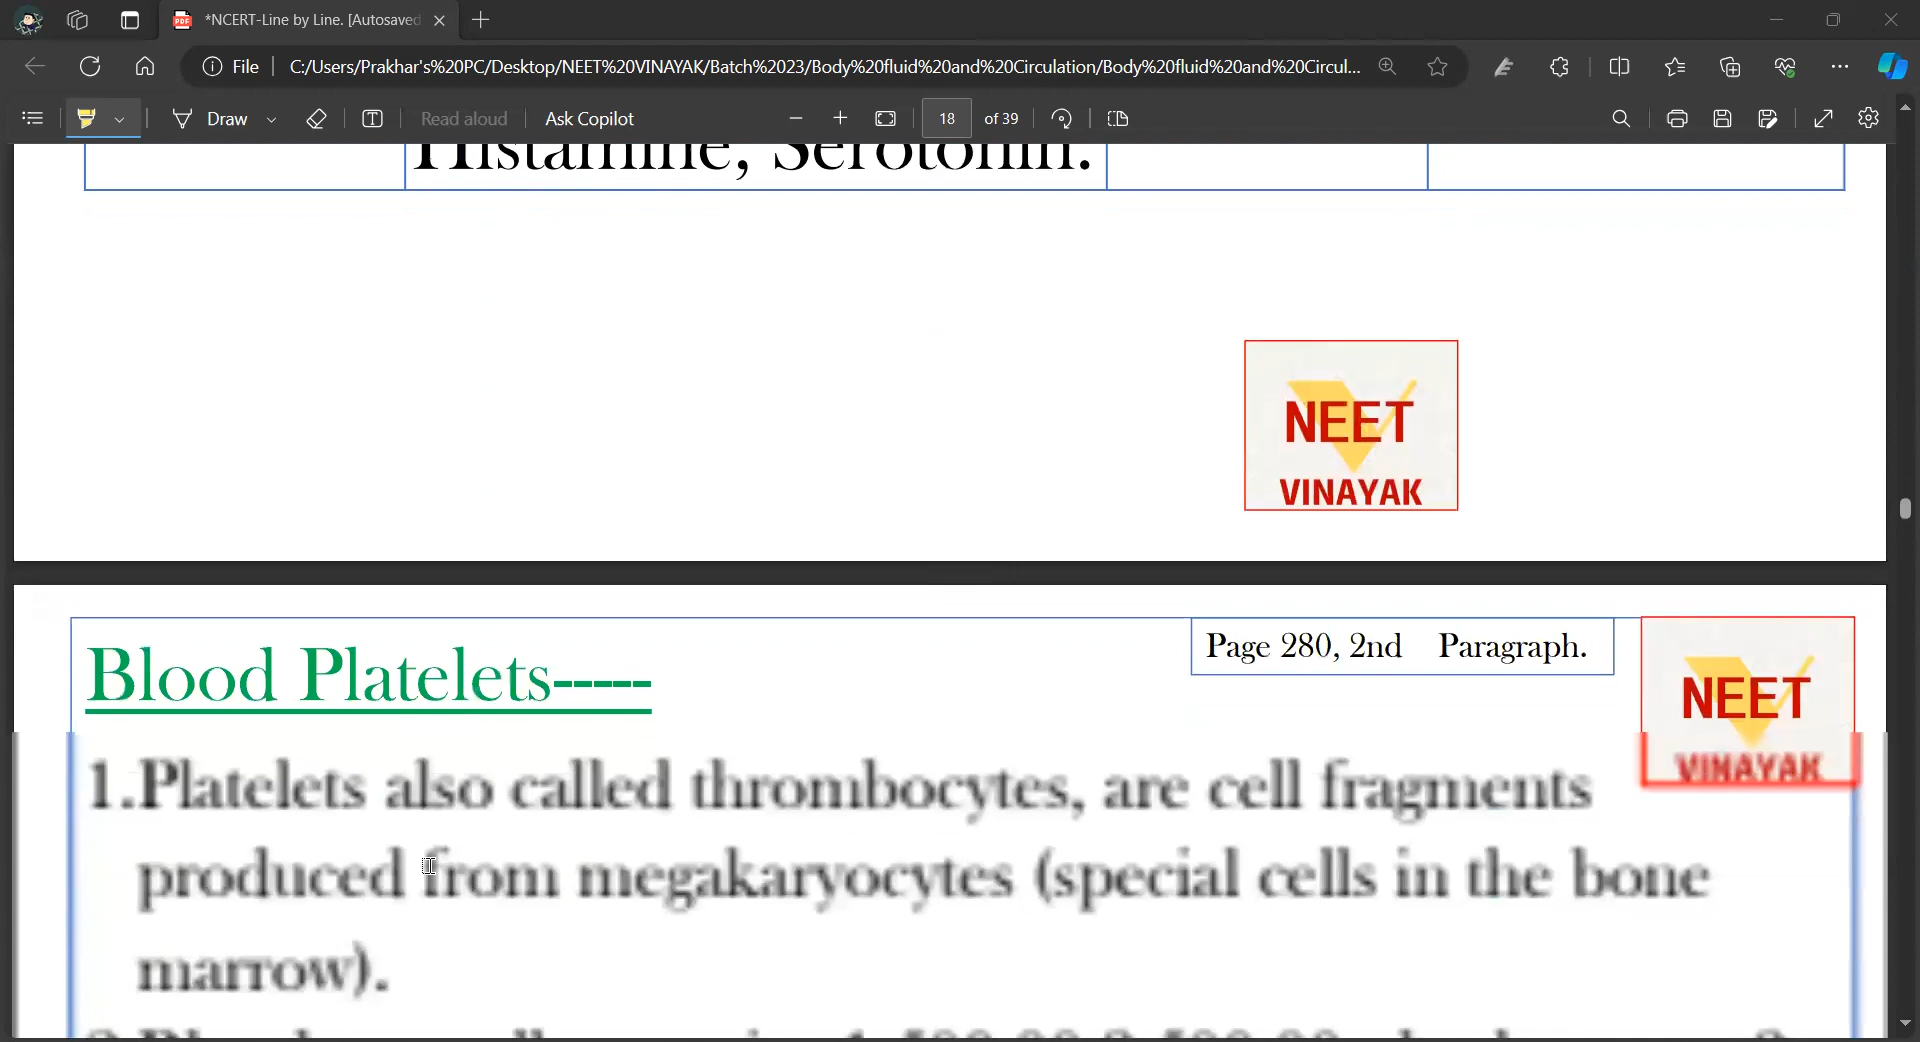 *NCERT-Line by Line. [Autosaved
File
C:/Users/Prakhar's%20PC/Desktop/NEET%20VINAYAK/Batch%2023/Body%20fluid%20and%20Circulation/Body%20fluid%20and%20Circul...
Draw
Read aloud
Ask Copilot
18
of 39
Histamine, Serotonin.
NEET
VINAYAK
Blood Platelets-----
Page 280, 2nd Paragraph.
NEET
VINAYAK
1.Platelets also called thrombocytes, are cell fragments
produced from megakaryocytes (special cells in the bone
marrow).